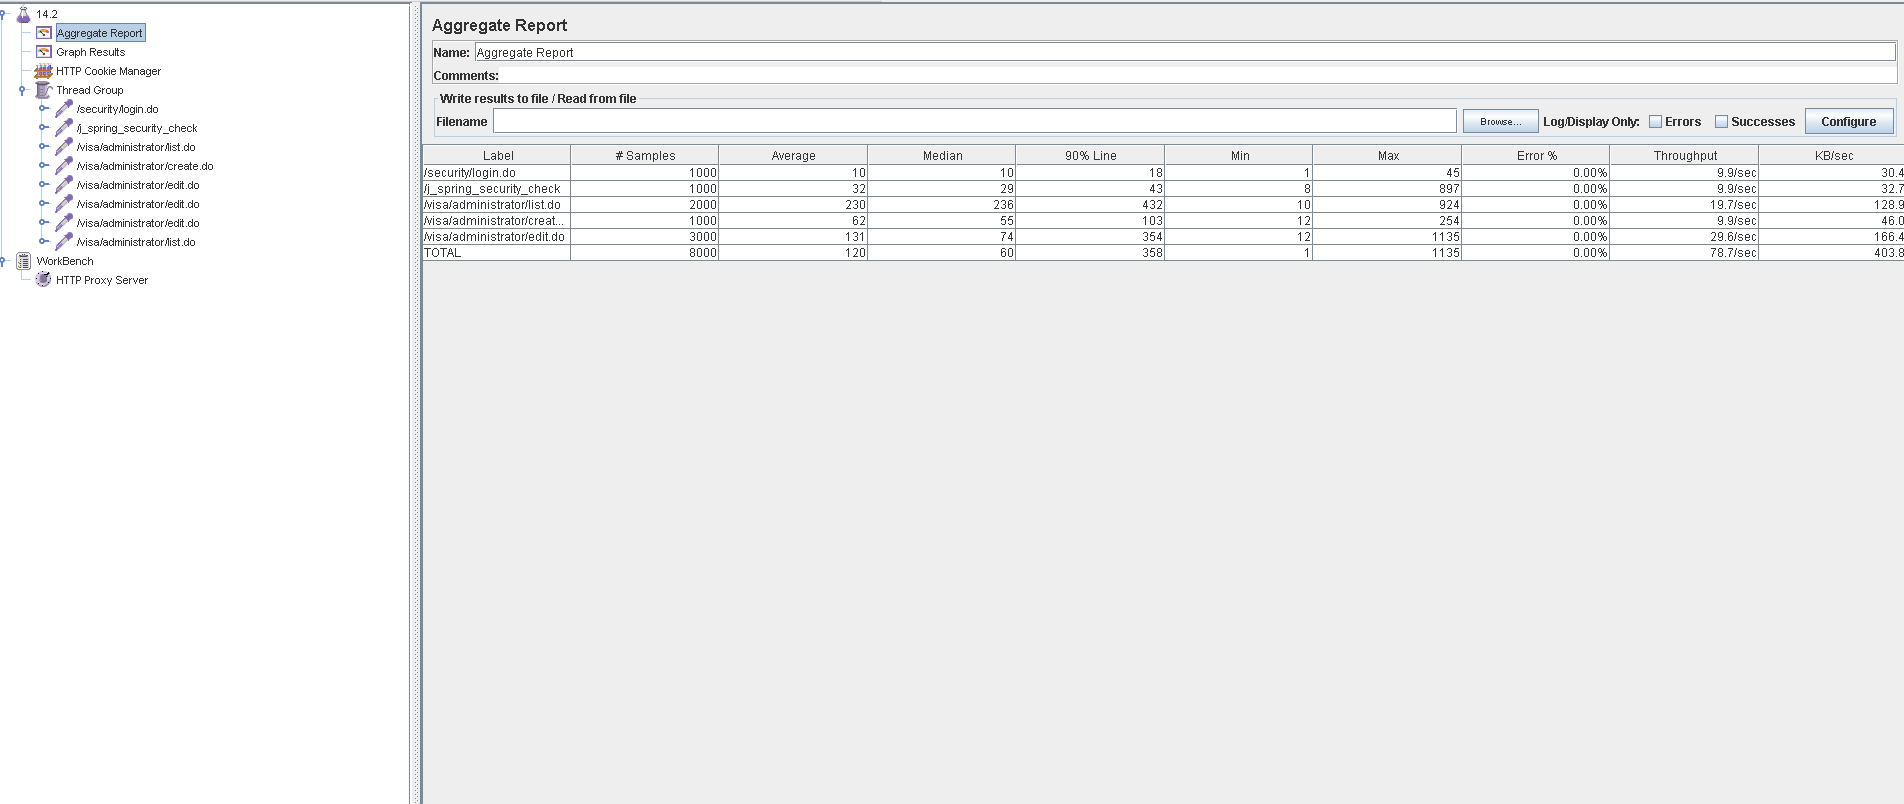 14.2
Aggregate Report
Graph Results
HTTP Cookie Manager
Thread Group
/security/login.do
/j_spring_security_check
/visa/administrator/list.do
/visa/administrator/create.do
/visa/administrator/edit.do
/visa/administrator/edit.do
/visa/administrator/edit.do
/visa/administrator/list.do
WorkBench
HTTP Proxy Server
Aggregate Report
Name: Aggregate Report
Comments:
Write results to file / Read from file
Filename Browse... Log/Display Only: Errors Successes Configure
Label # Samples Average Median 90% Line Min Max Error % Throughput KB/sec
/security/login.do 1000 10 10 18 1 45 0.00% 9.9/sec 30.4
/j_spring_security_check 1000 32 29 43 8 897 0.00% 9.9/sec 32.7
/visa/administrator/list.do 2000 230 236 432 10 924 0.00% 19.7/sec 128.9
/visa/administrator/creat... 1000 62 55 103 12 254 0.00% 9.9/sec 46.0
/visa/administrator/edit.do 3000 131 74 354 12 1135 0.00% 29.6/sec 166.4
TOTAL 8000 120 60 358 1 1135 0.00% 78.7/sec 403.8